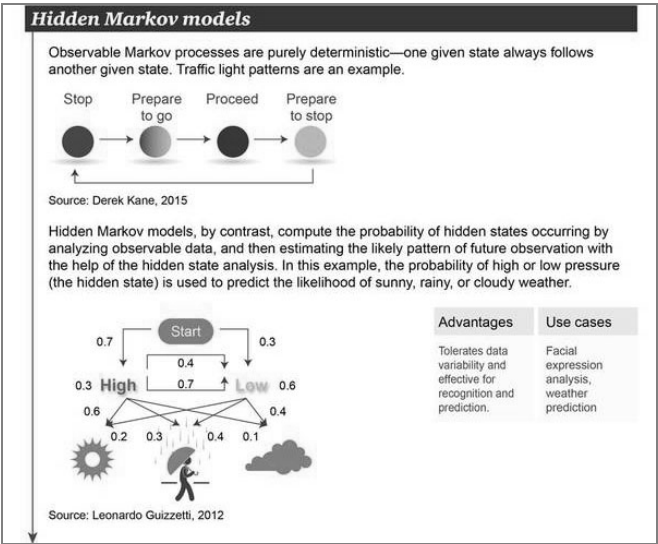 Hidden Markov models
Observable Markov processes are purely deterministic—one given state always follows
another given state. Traffic light patterns are an example.
Stop
Prepare
to go
Proceed
Prepare
to stop
Source: Derek Kane, 2015
Hidden Markov models, by contrast, compute the probability of hidden states occurring by
analyzing observable data, and then estimating the likely pattern of future observation with
the help of the hidden state analysis. In this example, the probability of high or low pressure
(the hidden state) is used to predict the likelihood of sunny, rainy, or cloudy weather.
Start
0.7
0.3
0.4
0.3 High
0.7
Low 0.6
0.6
0.4
0.2
0.3
0.4
0.1
Source: Leonardo Guizzetti, 2012
Advantages
Tolerates data
variability and
effective for
recognition and
prediction.
Use cases
Facial
expression
analysis,
weather
prediction